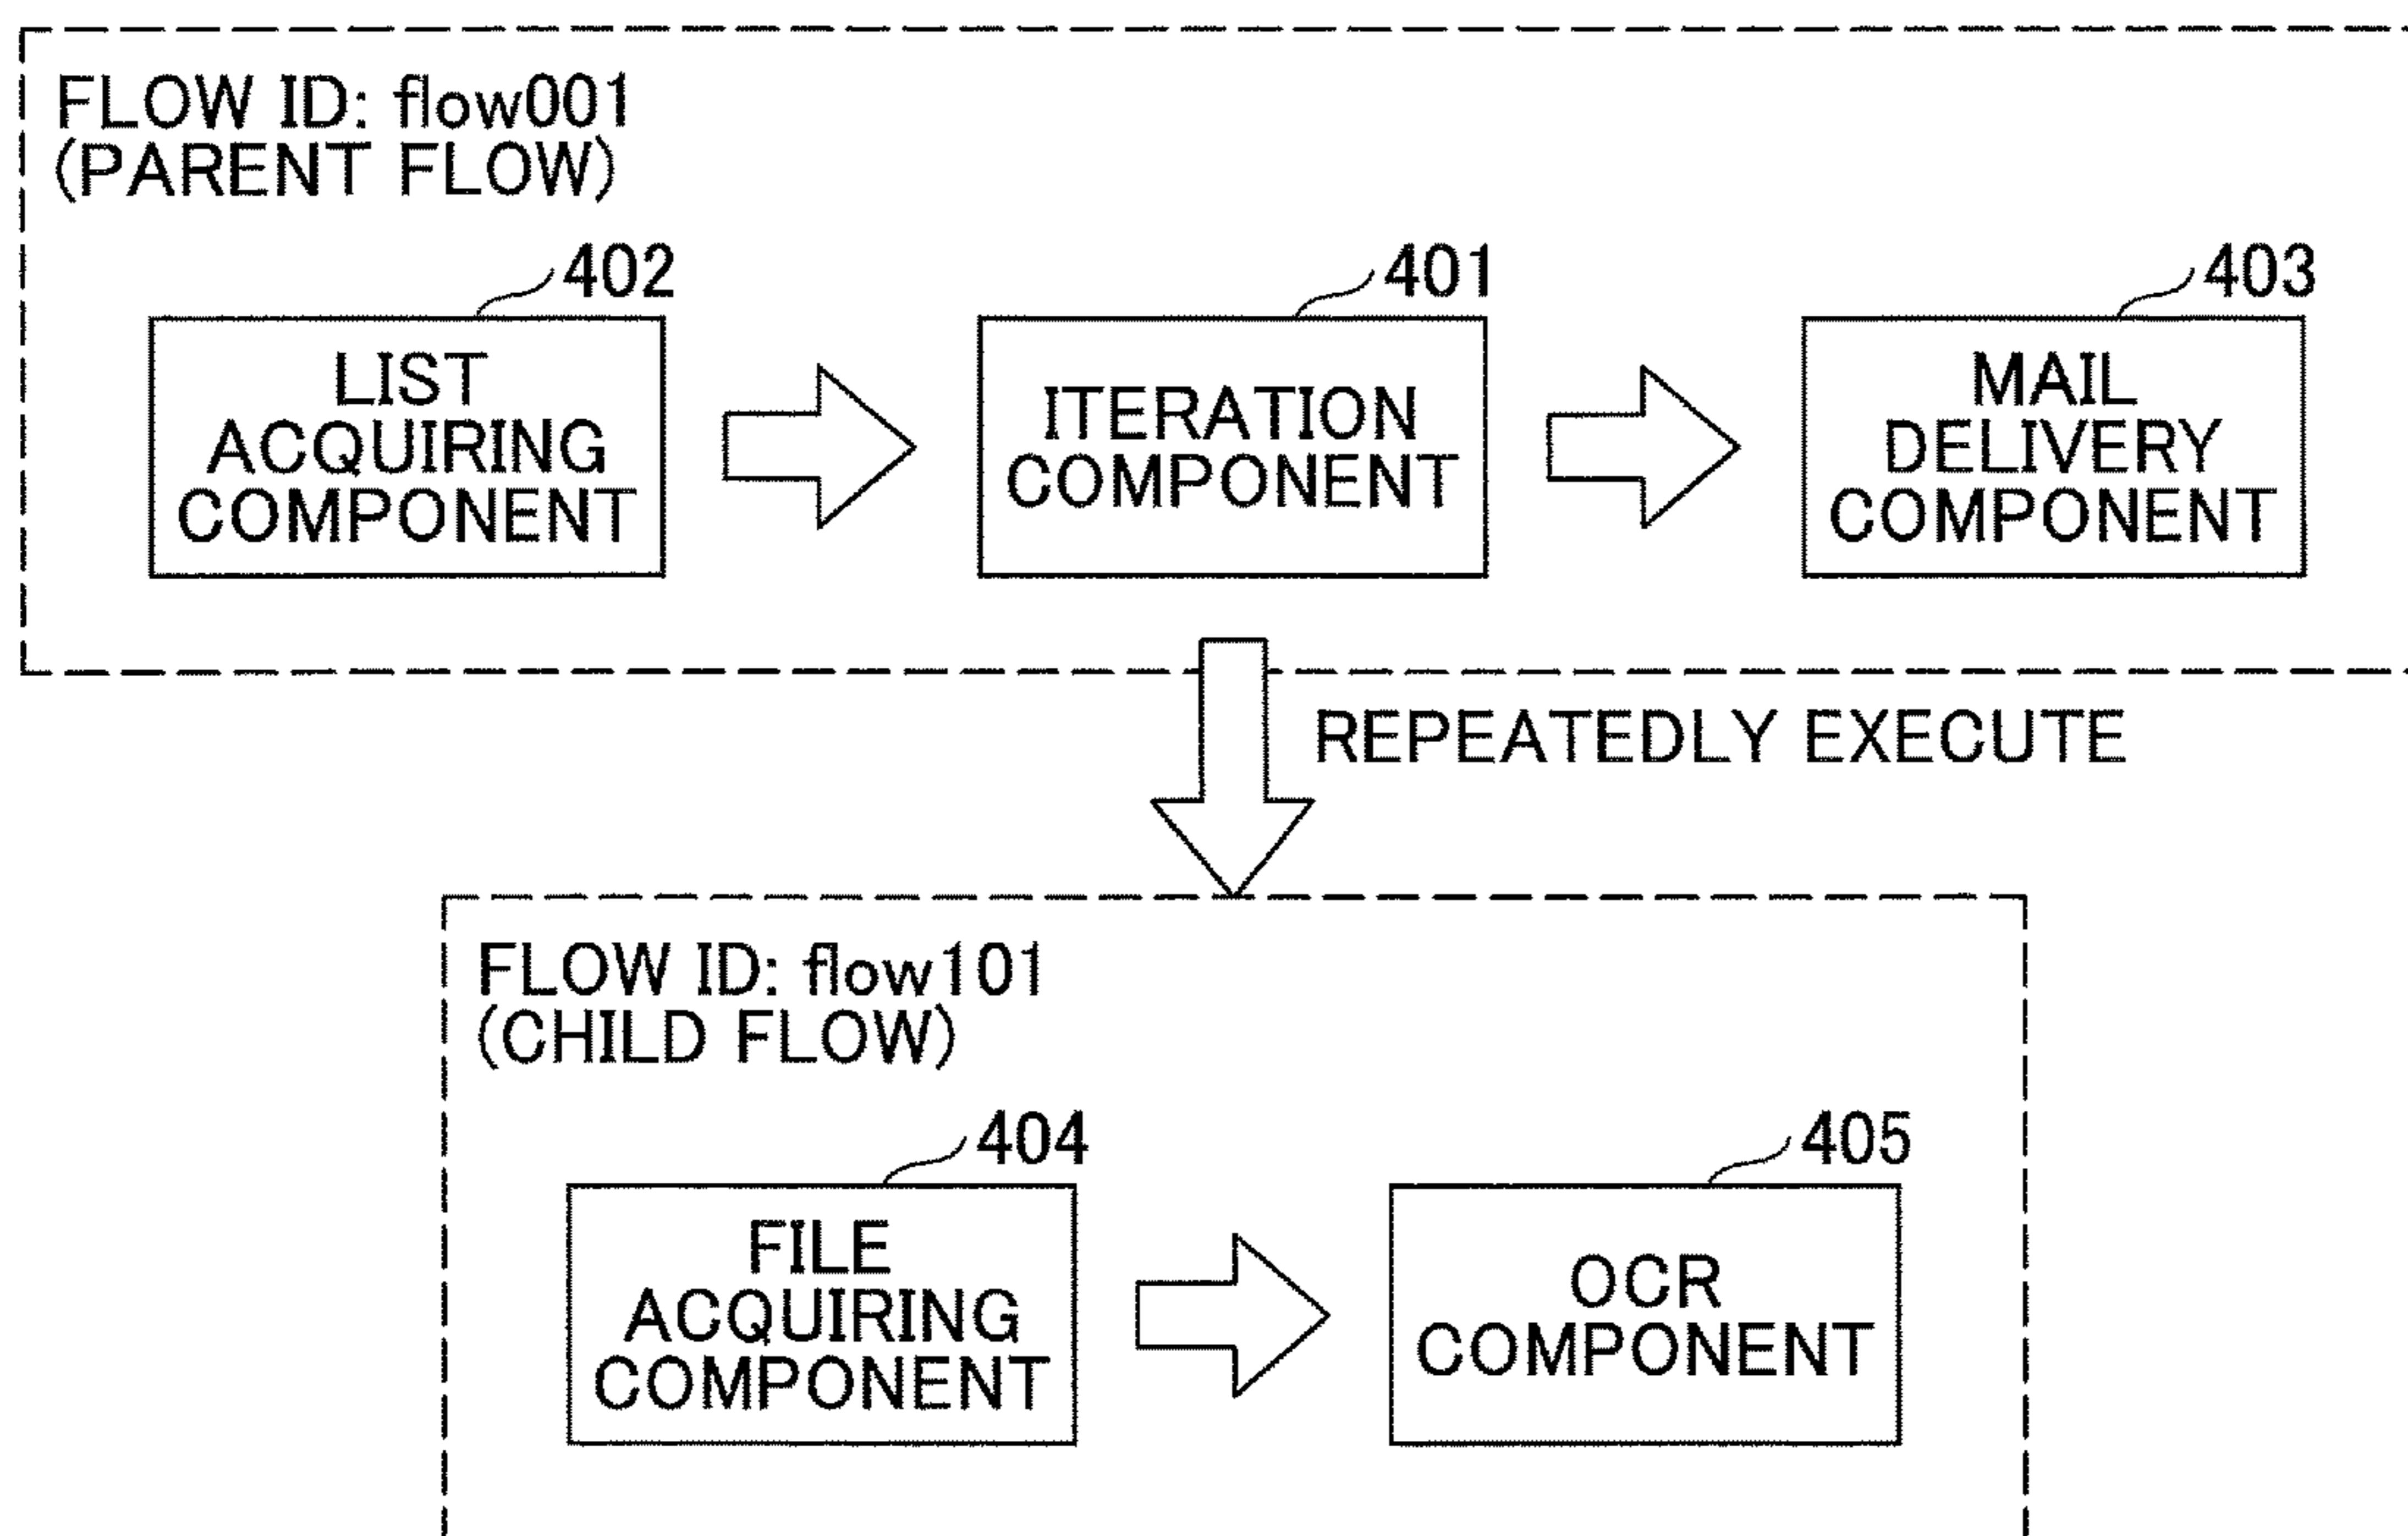 FLOW ID: flow001
(PARENT FLOW)
402
401
403
LIST
ACQUIRING
COMPONENT
ITERATION
COMPONENT
MAIL
DELIVERY
COMPONENT
REPEATEDLY EXECUTE
FLOW ID: flow101
(CHILD FLOW)
404
405
FILE
ACQUIRING
COMPONENT
OCR
COMPONENT